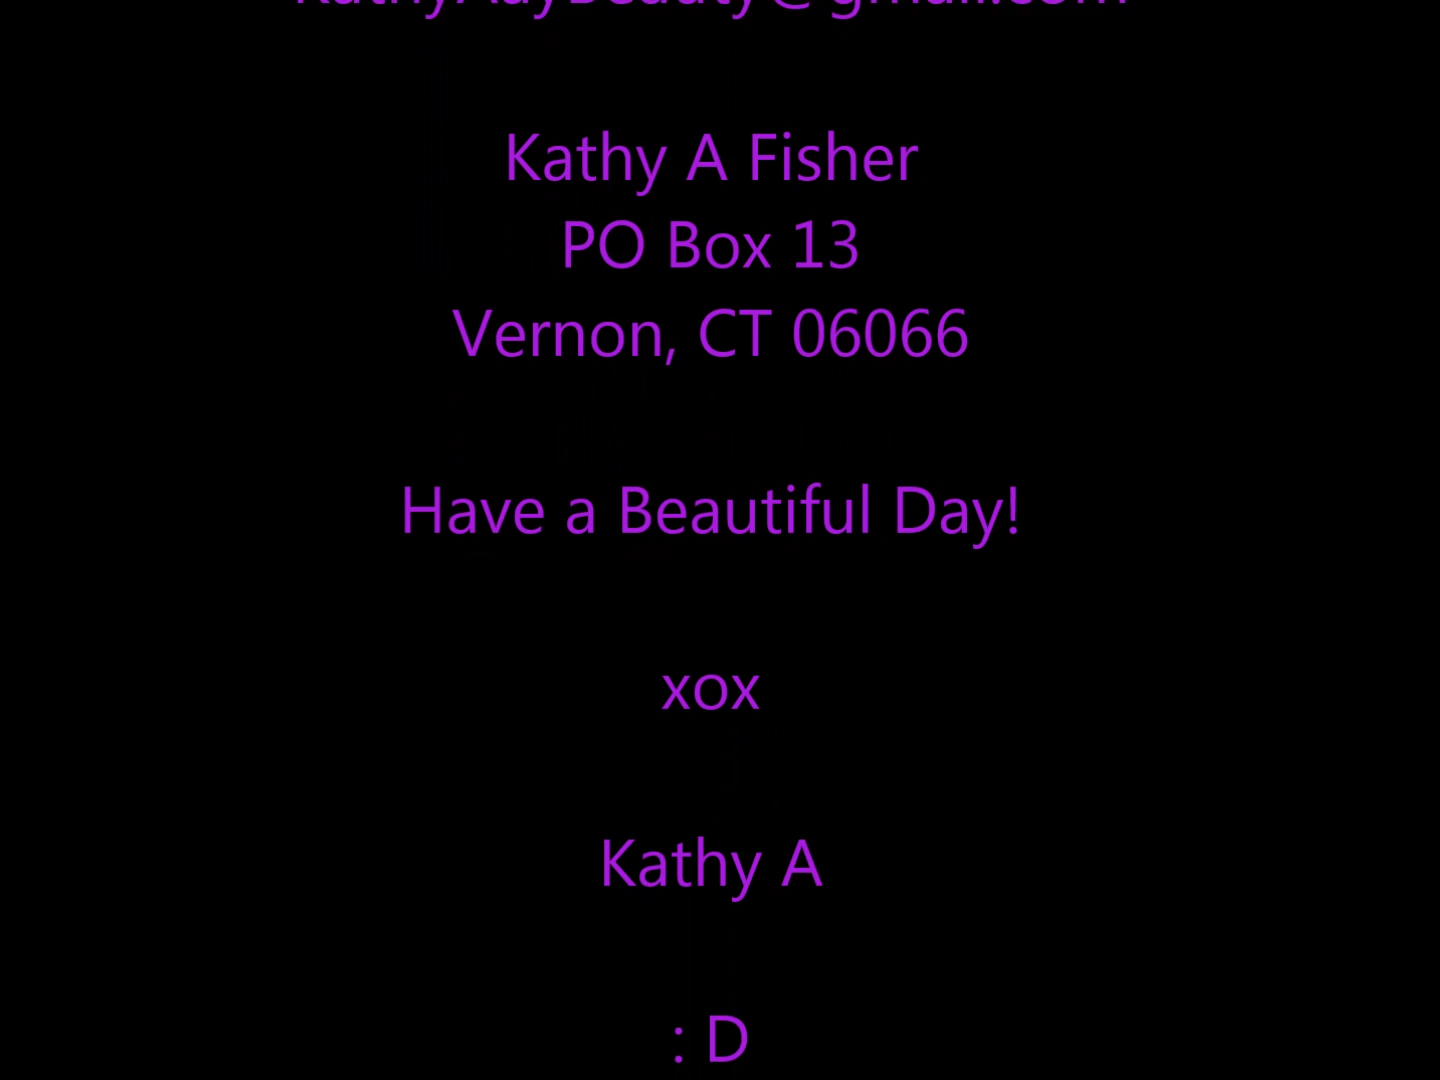 Kathy A Fisher
PO Box 13
Vernon, CT 06066
Have a Beautiful Day!
xox
Kathy A
: D